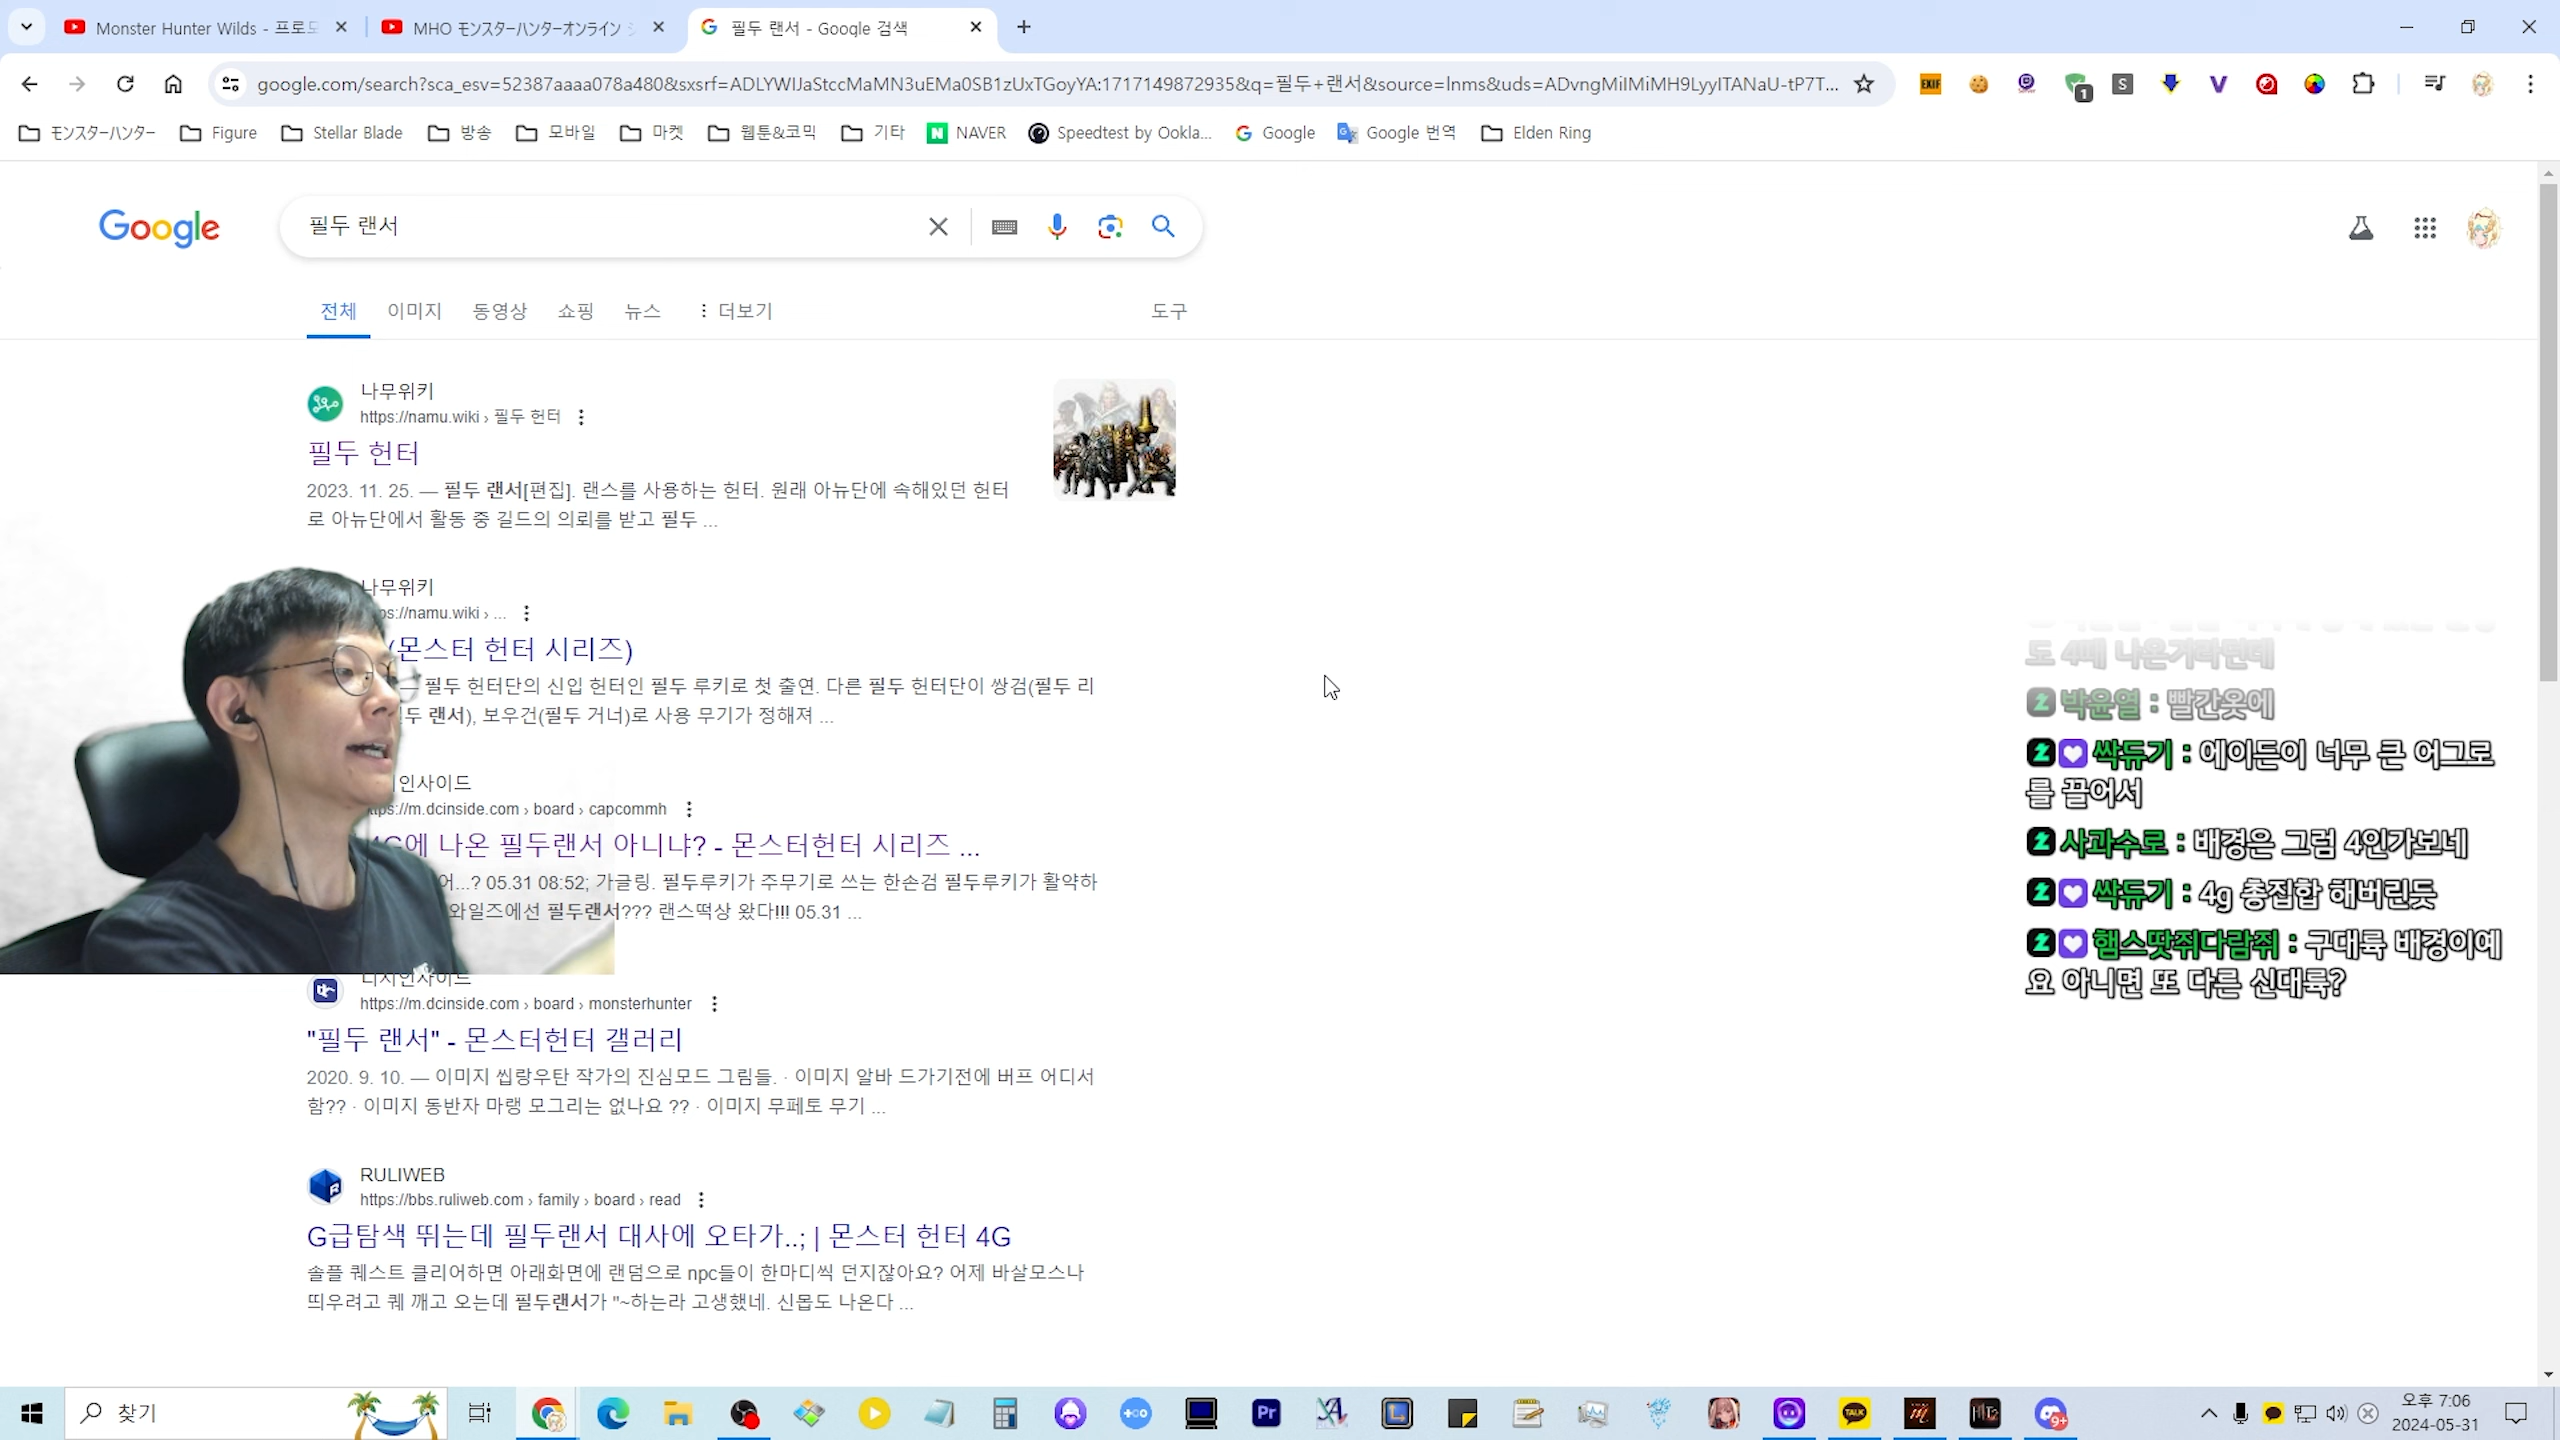 Monster Hunter Wilds - 프로모
MHO モンスターハンターオンライン
필두 랜서 - Google 검색
google.com/search?sca_esv=52387aaaa078a480&sxsrf=ADLYWIJaStccMaMN3uEMa0SB1zUxTGoyYA:1717149872935&q=필두+랜서&source=lnms&uds=ADvngMiIMiMH9LyyITANaU-tP7T...
EXIF
1
S
モンスターハンター
Figure
Stellar Blade
방송
모바일
마켓
웹툰&코믹
기타
N NAVER
Speedtest by Ookla...
Google
Google 번역
Elden Ring
Google
필두 랜서
전체
이미지
동영상
쇼핑
뉴스
더보기
도구
나무위키
https://namu.wiki › 필두 헌터
필두 헌터
2023. 11. 25. — 필두 랜서[편집]. 랜스를 사용하는 헌터. 원래 아뉴단에 속해있던 헌터
로 아뉴단에서 활동 중 길드의 의뢰를 받고 필두 ...
나무위키
ps://namu.wiki › ...
(몬스터 헌터 시리즈)
— 필두 헌터단의 신입 헌터인 필두 루키로 첫 출연. 다른 필두 헌터단이 쌍검(필두 리
두 랜서), 보우건(필두 거너)로 사용 무기가 정해져 ...
인사이드
ps://m.dcinside.com › board › capcommh
4G에 나온 필두랜서 아니냐? - 몬스터헌터 시리즈 ...
어...? 05.31 08:52; 가글링. 필두루키가 주무기로 쓰는 한손검 필두루키가 활약하
와일즈에선 필두랜서??? 랜스떡상 왔다!!! 05.31 ...
디시인사이드
https://m.dcinside.com › board › monsterhunter
"필두 랜서" - 몬스터헌터 갤러리
2020. 9. 10. — 이미지 씹랑우탄 작가의 진심모드 그림들. · 이미지 알바 드가기전에 버프 어디서
함?? · 이미지 동반자 마랭 모그리는 없나요 ?? · 이미지 무페토 무기 ...
RULIWEB
https://bbs.ruliweb.com › family › board › read
G급탐색 뛰는데 필두랜서 대사에 오타가..; | 몬스터 헌터 4G
솔플 퀘스트 클리어하면 아래화면에 랜덤으로 npc들이 한마디씩 던지잖아요? 어제 바살모스나
띄우려고 퀘 깨고 오는데 필두랜서가 "~하는라 고생했네. 신몹도 나온다 ...
도 4때 나온거라던데
박윤열 : 빨간옷에
싹듀기 : 에이든이 너무 큰 어그로
를 끌어서
사과수로 : 배경은 그럼 4인가보네
싹듀기 : 4g 총집합 해버린듯
햄스땃쥐다람쥐 : 구대륙 배경이예
요 아니면 또 다른 신대륙?
찾기
Pr
TALK
9+
오후 7:06
2024-05-31